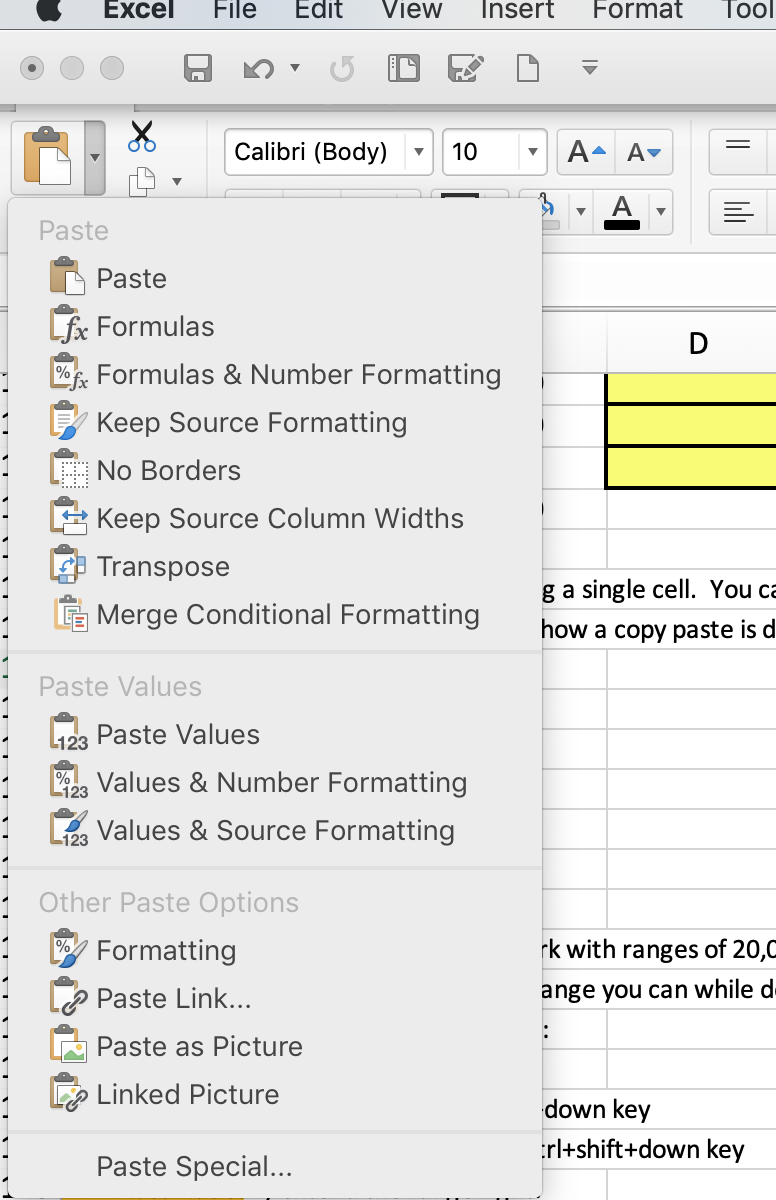 Excel File Edit View Insert Format Tool
Calibri (Body) 10 A A
A
Paste
Paste
Formulas
Formulas & Number Formatting
Keep Source Formatting
No Borders
Keep Source Column Widths
Transpose
Merge Conditional Formatting
Paste Values
Paste Values
Values & Number Formatting
Values & Source Formatting
Other Paste Options
Formatting
Paste Link...
Paste as Picture
Linked Picture
Paste Special...
D
g a single cell. You ca
how a copy paste is d
rk with ranges of 20,0
ange you can while d
:
down key
trl+shift+down key